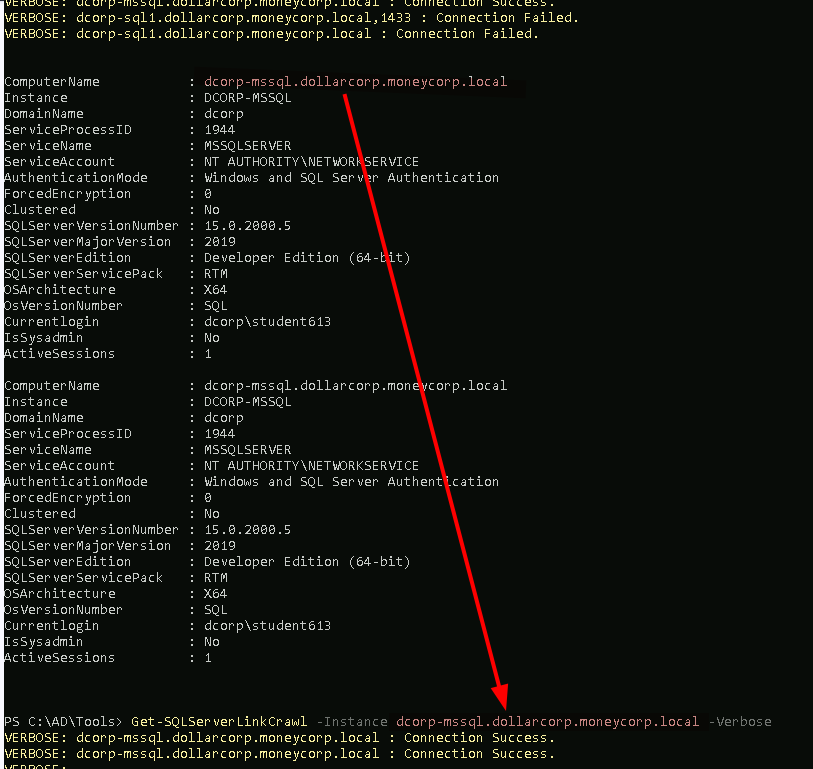 VERBOSE: dcorp-mssql.dollarcorp.moneycorp.local : Connection Success.
VERBOSE: dcorp-sql1.dollarcorp.moneycorp.local,1433 : Connection Failed.
VERBOSE: dcorp-sql1.dollarcorp.moneycorp.local : Connection Failed.
ComputerName : dcorp-mssql.dollarcorp.moneycorp.local
Instance : DCORP-MSSQL
DomainName : dcorp
ServiceProcessID : 1944
ServiceName : MSSQLSERVER
ServiceAccount : NT AUTHORITY\NETWORKSERVICE
AuthenticationMode : Windows and SQL Server Authentication
ForcedEncryption : 0
Clustered : No
SQLServerVersionNumber : 15.0.2000.5
SQLServerMajorVersion : 2019
SQLServerEdition : Developer Edition (64-bit)
SQLServerServicePack : RTM
OSArchitecture : X64
OsVersionNumber : SQL
Currentlogin : dcorp\student613
IsSysadmin : No
ActiveSessions : 1
ComputerName : dcorp-mssql.dollarcorp.moneycorp.local
Instance : DCORP-MSSQL
DomainName : dcorp
ServiceProcessID : 1944
ServiceName : MSSQLSERVER
ServiceAccount : NT AUTHORITY\NETWORKSERVICE
AuthenticationMode : Windows and SQL Server Authentication
ForcedEncryption : 0
Clustered : No
SQLServerVersionNumber : 15.0.2000.5
SQLServerMajorVersion : 2019
SQLServerEdition : Developer Edition (64-bit)
SQLServerServicePack : RTM
OSArchitecture : X64
OsVersionNumber : SQL
Currentlogin : dcorp\student613
IsSysadmin : No
ActiveSessions : 1
PS C:\AD\Tools> Get-SQLServerLinkCrawl -Instance dcorp-mssql.dollarcorp.moneycorp.local -Verbose
VERBOSE: dcorp-mssql.dollarcorp.moneycorp.local : Connection Success.
VERBOSE: dcorp-mssql.dollarcorp.moneycorp.local : Connection Success.
VERBOSE: